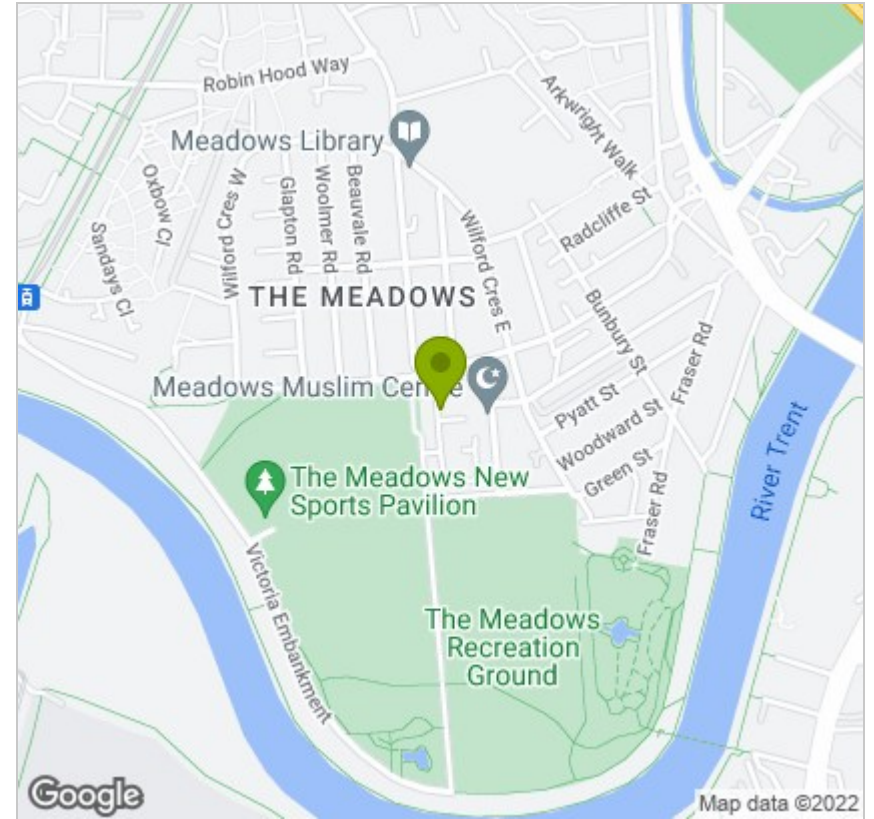 Robin Hood Way
Meadows Library
Arkwright Walk
Oxbow Cl
Sandays Cl
Wilford Cres W
Glapton Rd
Woolmer Rd
Beauvale Rd
Wilford Cres E
Radcliffe St
THE MEADOWS
Bunbury St
Fraser Rd
Meadows Muslim Centre
Pyatt St
Woodward St
Green St
Fraser Rd
River Trent
The Meadows New
Sports Pavilion
Victoria Embankment
The Meadows
Recreation
Ground
Google
Map data ©2022